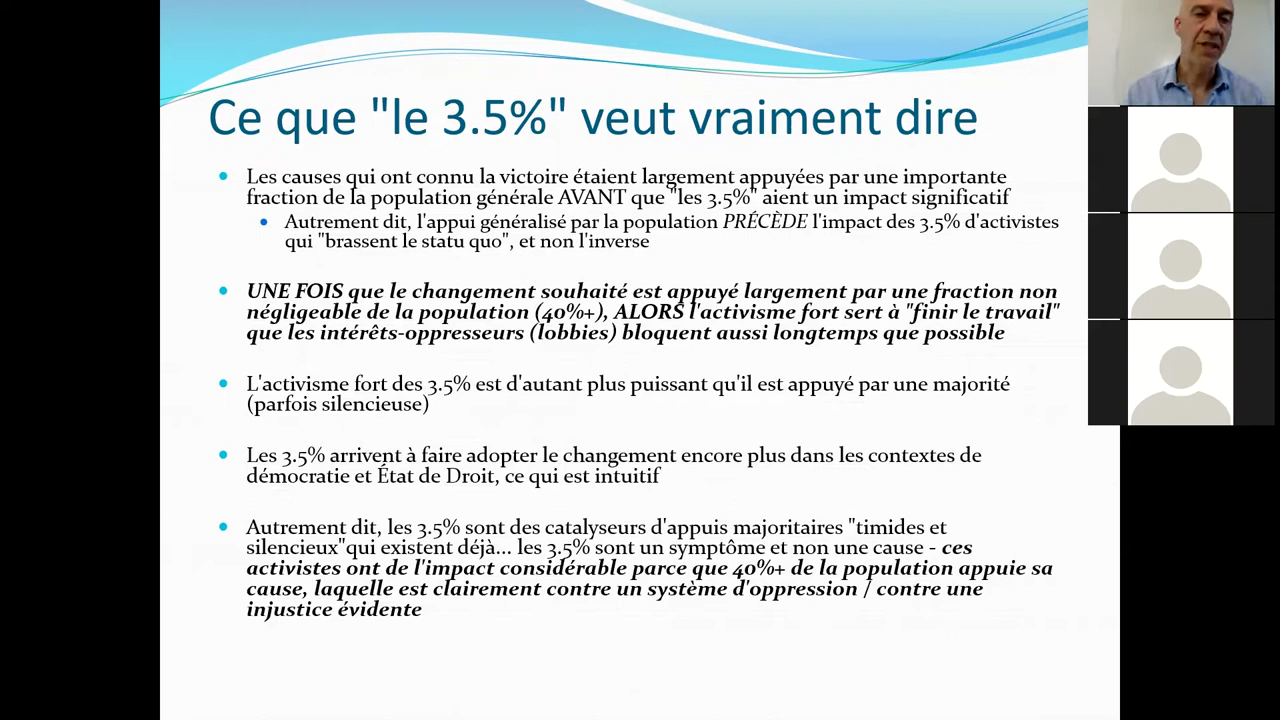 Ce que "le 3.5%" veut vraiment dire
Les causes qui ont connu la victoire étaient largement appuyées par une importante
fraction de la population générale AVANT que "les 3.5%" aient un impact significatif
Autrement dit, l'appui généralisé par la population PRÉCÈDE l'impact des 3.5% d'activistes
qui "brassent le statu quo", et non l'inverse
UNE FOIS que le changement souhaité est appuyé largement par une fraction non
négligeable de la population (40%+), ALORS l'activisme fort sert à "finir le travail"
que les intérêts-oppresseurs (lobbies) bloquent aussi longtemps que possible
L'activisme fort des 3.5% est d'autant plus puissant qu'il est appuyé par une majorité
(parfois silencieuse)
Les 3.5% arrivent à faire adopter le changement encore plus dans les contextes de
démocratie et État de Droit, ce qui est intuitif
Autrement dit, les 3.5% sont des catalyseurs d'appuis majoritaires "timides et
silencieux"qui existent déjà... les 3.5% sont un symptôme et non une cause - ces
activistes ont de l'impact considérable parce que 40%+ de la population appuie sa
cause, laquelle est clairement contre un système d'oppression / contre une
injustice évidente